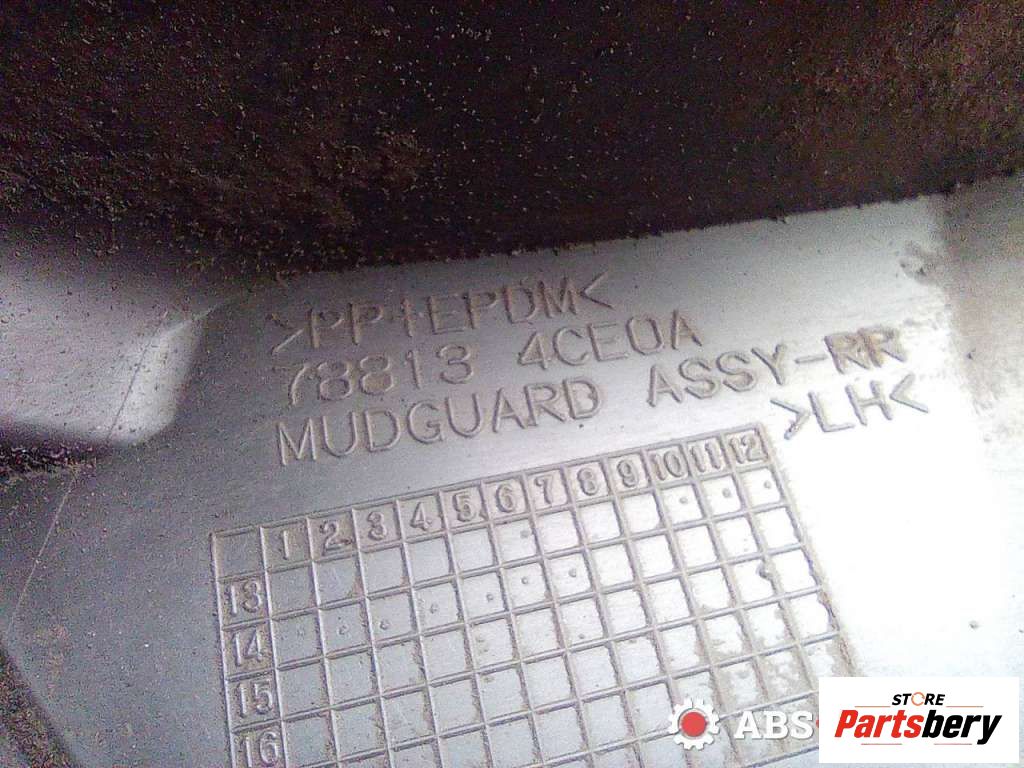 >PP+EPDM<
78813 4CE0A
MUDGUARD ASSY-RR
>LH<
1 2 3 4 5 6 7 8 9 10 11 12
13
14
15
16
ABS
STORE
Partsbery